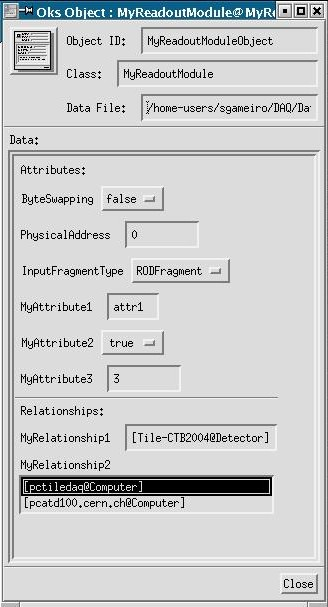 Oks Object : MyReadoutModule@MyRe
Object ID: MyReadoutModuleObject
Class: MyReadoutModule
Data File: /home-users/sgameiro/DAQ/Da
Data:
Attributes:
ByteSwapping false
PhysicalAddress 0
InputFragmentType RODFragment
MyAttribute1 attr1
MyAttribute2 true
MyAttribute3 3
Relationships:
MyRelationship1 [Tile-CTB2004@Detector]
MyRelationship2
[pctiledaq@Computer]
[pcatd100.cern.ch@Computer]
Close